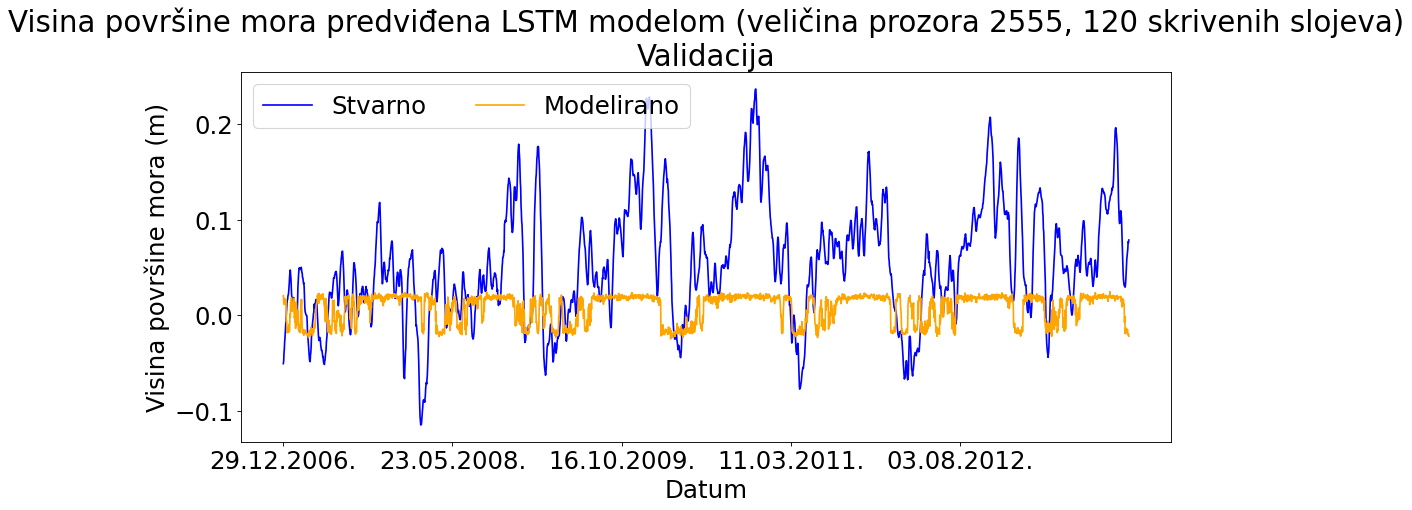 Visina površine mora predviđena LSTM modelom (veličina prozora 2555, 120 skrivenih slojeva)
Validacija
Stvarno Modelirano
Visina površine mora (m)
0.2
0.1
0.0
−0.1
29.12.2006. 23.05.2008. 16.10.2009. 11.03.2011. 03.08.2012.
Datum